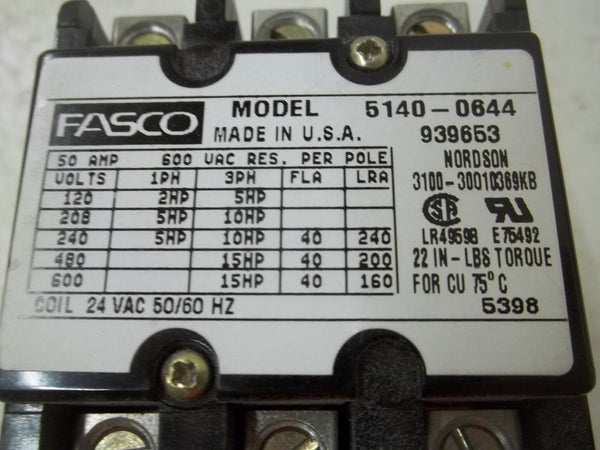 FASCO
MODEL 5140-0644
MADE IN U.S.A. 939653
50 AMP 600 VAC RES. PER POLE
NORDSON
VOLTS 1PH 3PH FLA LRA
3100-30010369KB
120 2HP 5HP
208 5HP 10HP
240 5HP 10HP 40 240
LR49598 E75492
480 15HP 40 200
22 IN-LBS TORQUE
600 15HP 40 160
FOR CU 75° C
COIL 24 VAC 50/60 HZ
5398